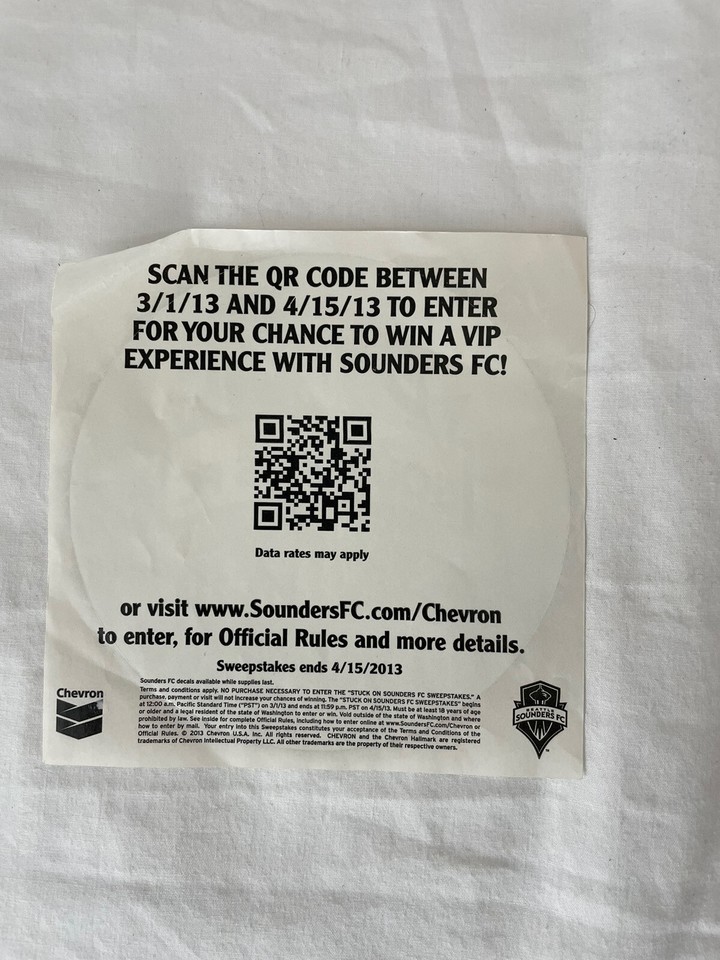 SCAN THE QR CODE BETWEEN
3/1/13 AND 4/15/13 TO ENTER
FOR YOUR CHANCE TO WIN A VIP
EXPERIENCE WITH SOUNDERS FC!
Data rates may apply
or visit www.SoundersFC.com/Chevron
to enter, for Official Rules and more details.
Sweepstakes ends 4/15/2013
Sounders FC decals available while supplies last.
Terms and conditions apply. NO PURCHASE NECESSARY TO ENTER THE "STUCK ON SOUNDERS FC SWEEPSTAKES." A
purchase, payment or visit will not increase your chances of winning. The "STUCK ON SOUNDERS FC SWEEPSTAKES" begins
at 12:00 a.m. Pacific Standard Time ("PST") on 3/1/13 and ends at 11:59 p.m. PST on 4/15/13. Must be at least 18 years of age
or older and a legal resident of the state of Washington to enter or win. Void outside of the state of Washington and where
prohibited by law. See inside for complete Official Rules, including how to enter online at www.SoundersFC.com/Chevron or
how to enter by mail. Your entry into this Sweepstakes constitutes your acceptance of the Terms and Conditions of the
Official Rules. © 2013 Chevron U.S.A. Inc. All rights reserved. CHEVRON and the Chevron Hallmark are registered
trademarks of Chevron Intellectual Property LLC. All other trademarks are the property of their respective owners.
Chevron
SEATTLE
SOUNDERS FC
TM